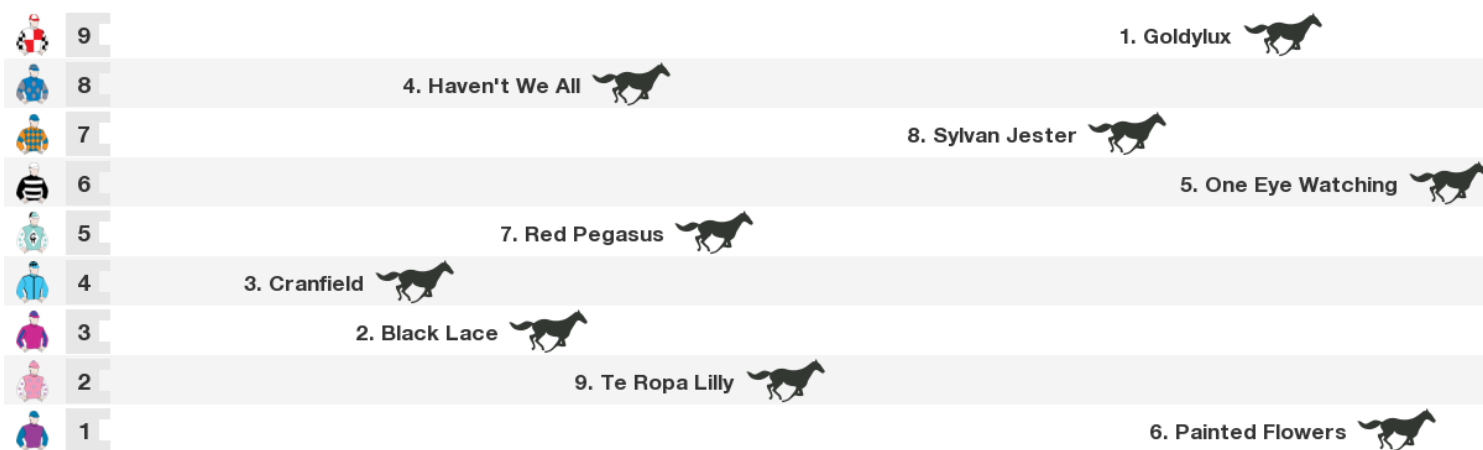 9 1. Goldylux
8 4. Haven't We All
7 8. Sylvan Jester
6 5. One Eye Watching
5 7. Red Pegasus
4 3. Cranfield
3 2. Black Lace
2 9. Te Ropa Lilly
1 6. Painted Flowers